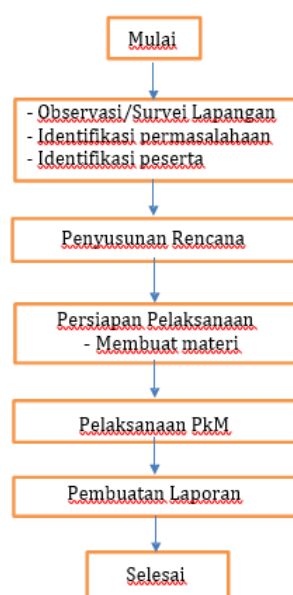 Mulai
- Observasi/Survei Lapangan
- Identifikasi permasalahaan
- Identifikasi peserta
Penyusunan Rencana
Persiapan Pelaksanaan
- Membuat materi
Pelaksanaan PkM
Pembuatan Laporan
Selesai